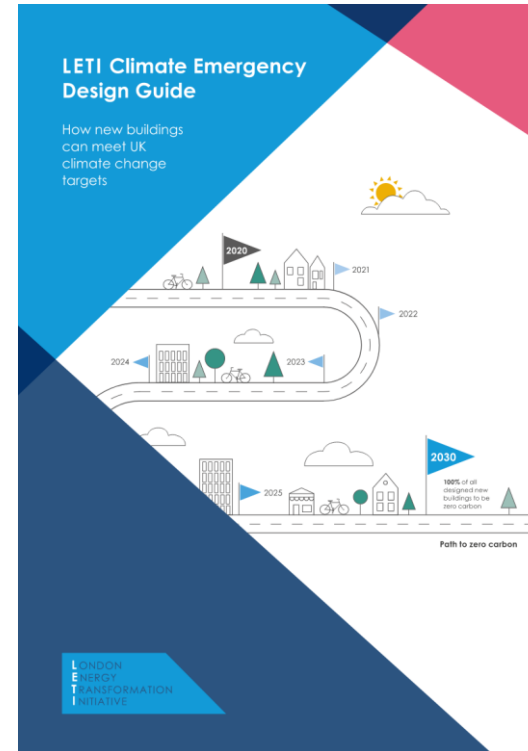 LETI Climate Emergency
Design Guide
How new buildings
can meet UK
climate change
targets
2020
2021
2022
2024
2023
2025
2030
100% of all
designed new
buildings to be
zero carbon
Path to zero carbon
LONDON
ENERGY
TRANSFORMATION
INITIATIVE